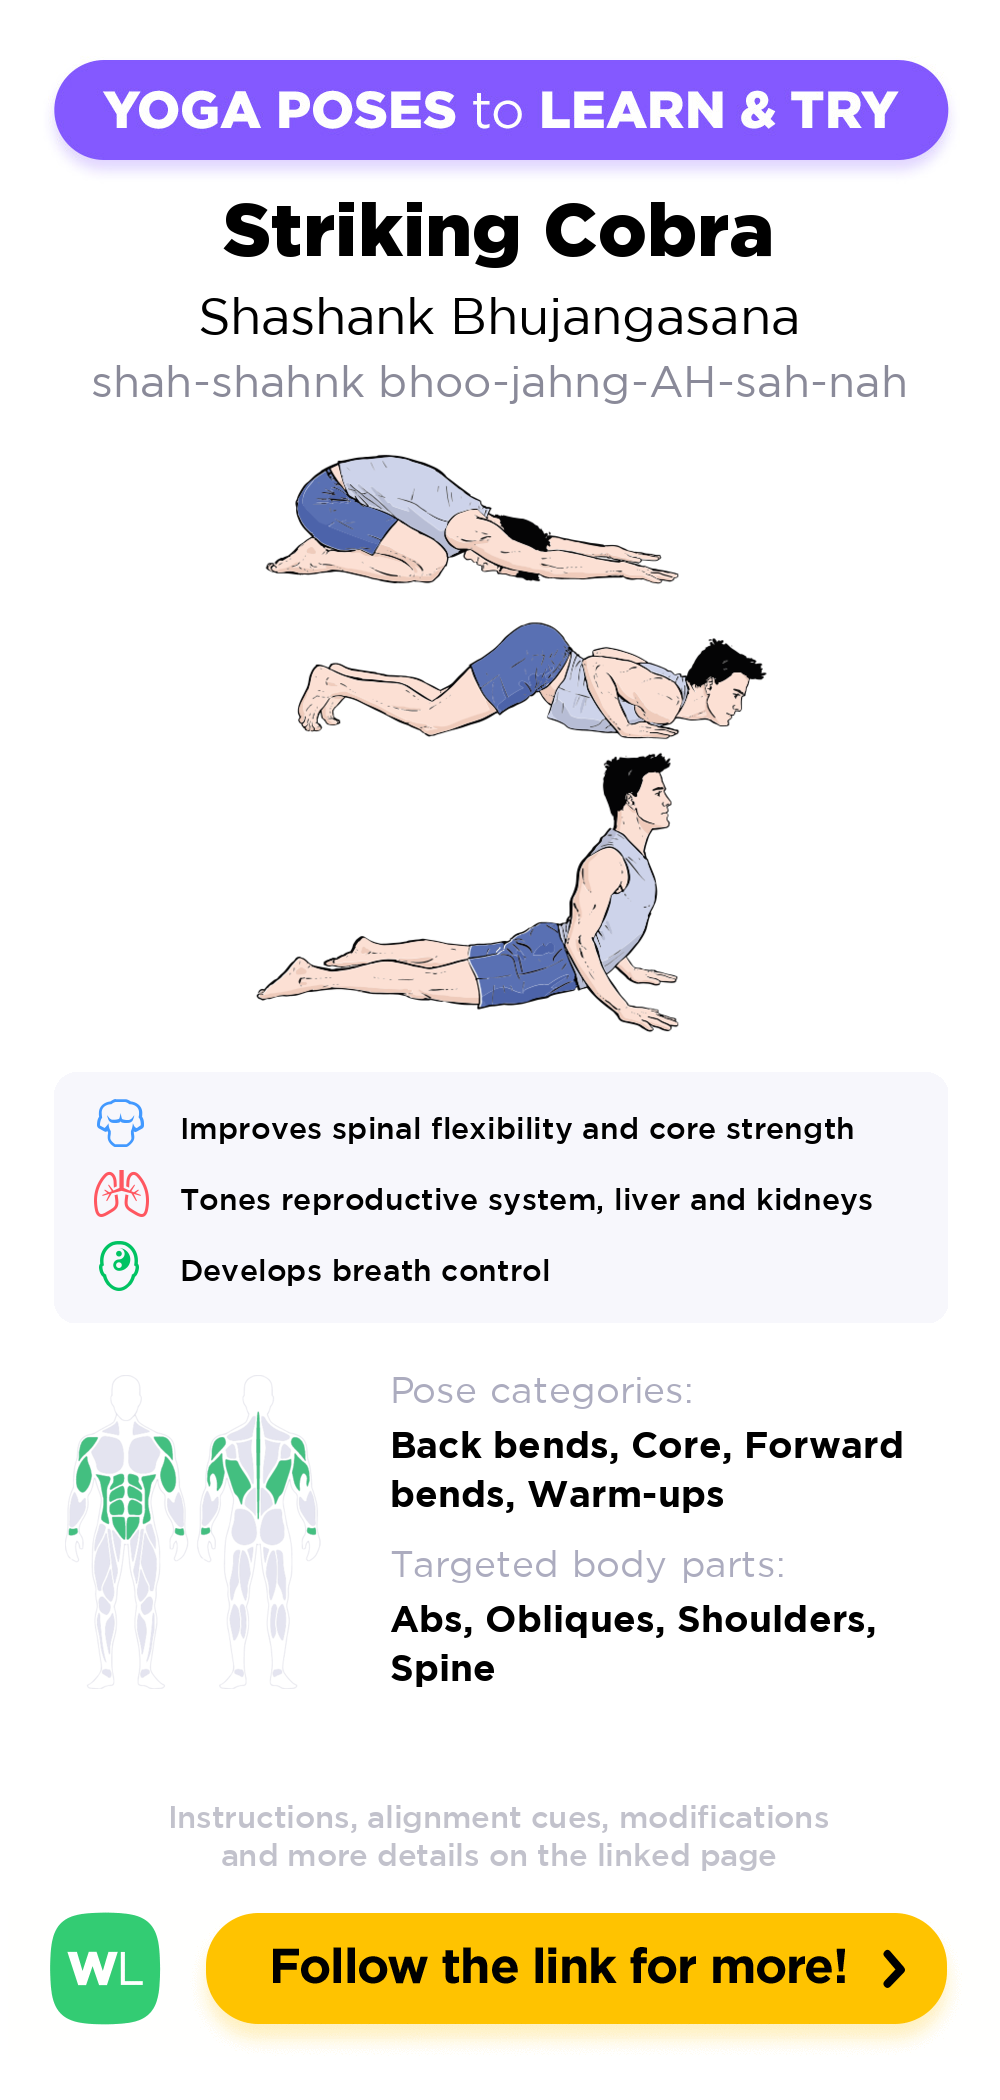 YOGA POSES to LEARN & TRY
Striking Cobra
Shashank Bhujangasana
shah-shahnk bhoo-jahng-AH-sah-nah
Improves spinal flexibility and core strength
Tones reproductive system, liver and kidneys
Develops breath control
Pose categories:
Back bends, Core, Forward
bends, Warm-ups
Targeted body parts:
Abs, Obliques, Shoulders,
Spine
Instructions, alignment cues, modifications
and more details on the linked page
WL
Follow the link for more!